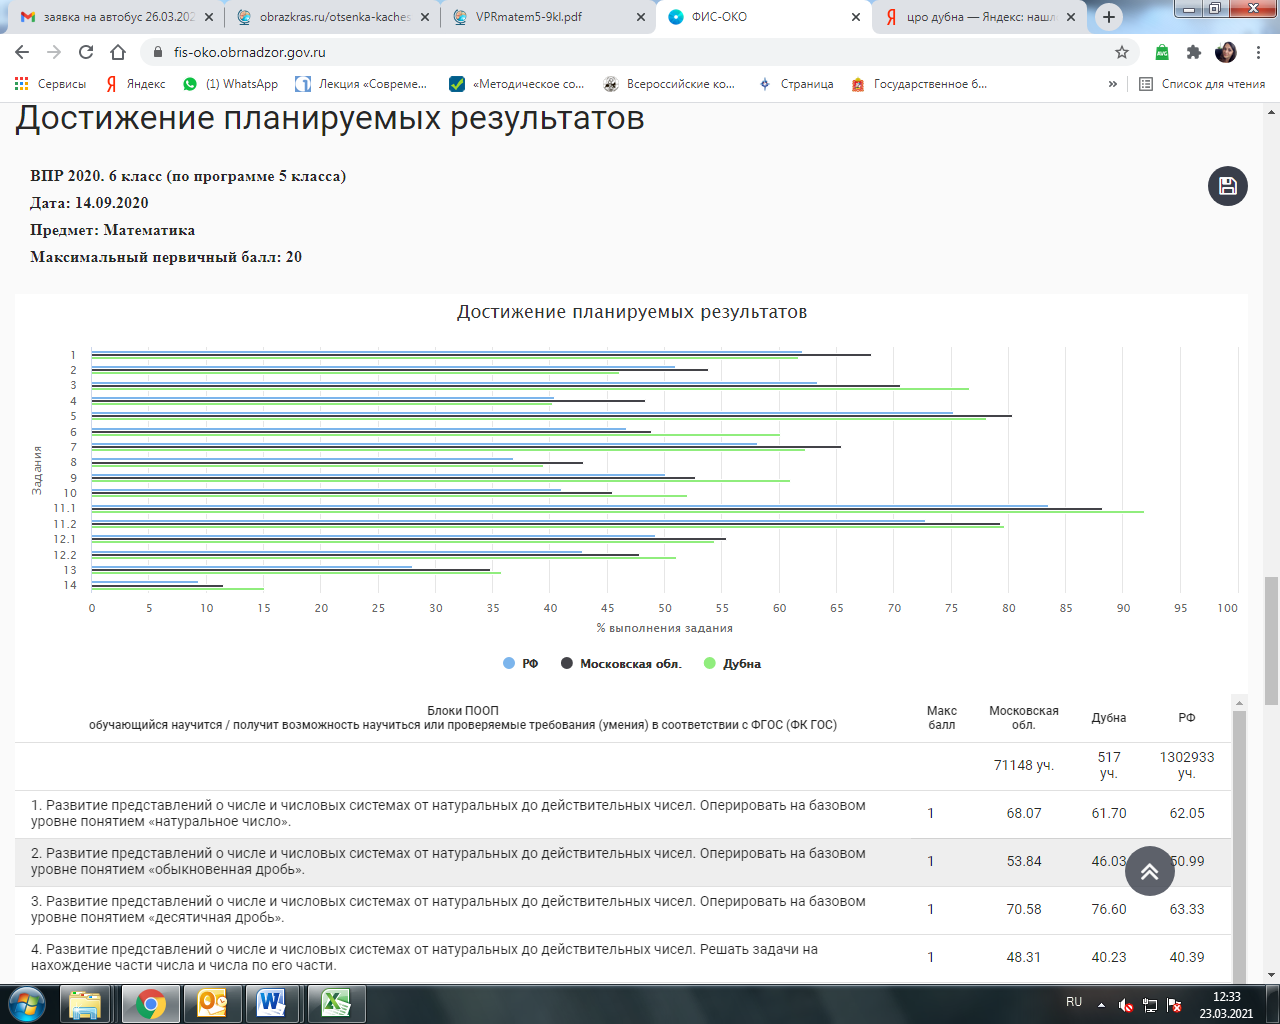 заявка на автобус 26.03.202
obrazkras.ru/otsenka-kaches
VPRmatem5-9kl.pdf
ФИС-ОКО
цро дубна — Яндекс: нашл
fis-oko.obrnadzor.gov.ru
Сервисы
Яндекс
(1) WhatsApp
Лекция «Совреме...
«Методическое со...
Всероссийские ко...
Страница
Государственное б...
»
Список для чтения
Достижение планируемых результатов
ВПР 2020. 6 класс (по программе 5 класса)
Дата: 14.09.2020
Предмет: Математика
Максимальный первичный балл: 20
Достижение планируемых результатов
Задания
1
2
3
4
5
6
7
8
9
10
11.1
11.2
12.1
12.2
13
14
0 5 10 15 20 25 30 35 40 45 50 55 60 65 70 75 80 85 90 95 100
% выполнения задания
РФ Московская обл. Дубна
Блоки ПООП
обучающийся научится / получит возможность научиться или проверяемые требования (умения) в соответствии с ФГОС (ФК ГОС)
Макс балл
Московская обл.
Дубна
РФ
71148 уч.
517 уч.
1302933 уч.
1. Развитие представлений о числе и числовых системах от натуральных до действительных чисел. Оперировать на базовом
уровне понятием «натуральное число».
1 68.07 61.70 62.05
2. Развитие представлений о числе и числовых системах от натуральных до действительных чисел. Оперировать на базовом
уровне понятием «обыкновенная дробь».
1 53.84 46.03 50.99
3. Развитие представлений о числе и числовых системах от натуральных до действительных чисел. Оперировать на базовом
уровне понятием «десятичная дробь».
1 70.58 76.60 63.33
4. Развитие представлений о числе и числовых системах от натуральных до действительных чисел. Решать задачи на
нахождение части числа и числа по его части.
1 48.31 40.23 40.39
RU
12:33
23.03.2021